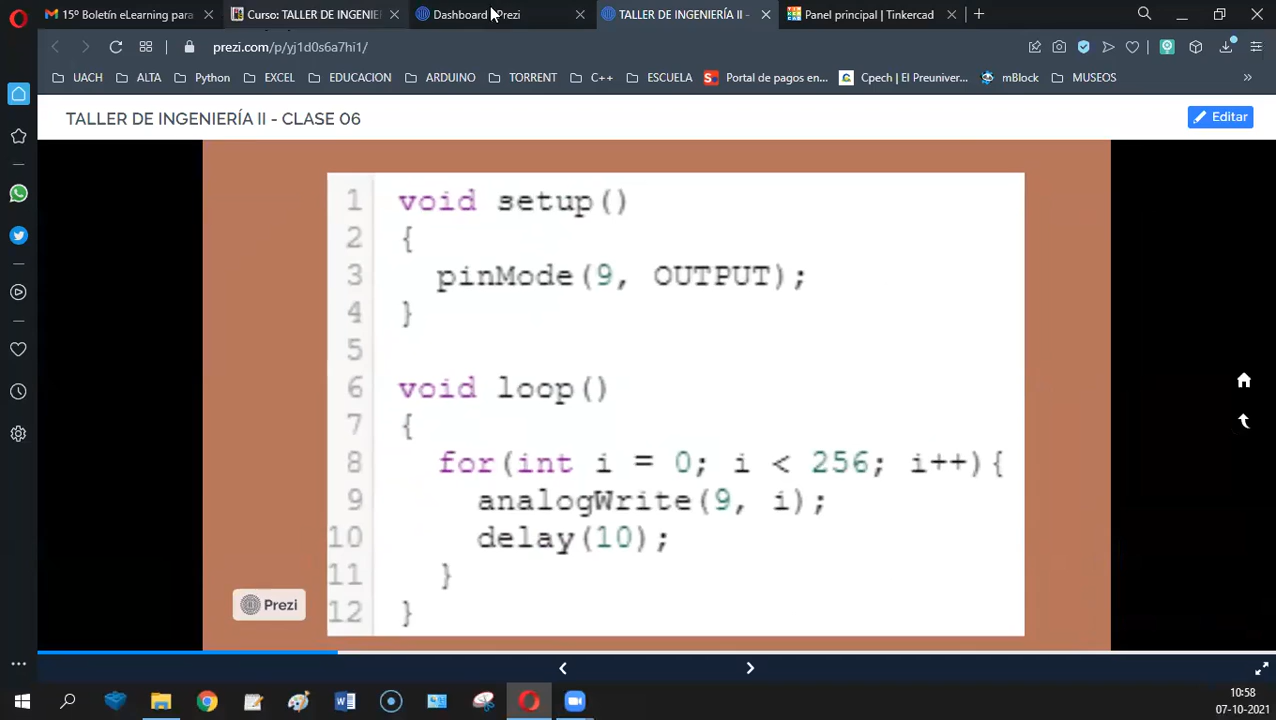 15º Boletín eLearning para
Curso: TALLER DE INGENIE
Dashboard Prezi
TALLER DE INGENIERÍA II -
Panel principal | Tinkercad
prezi.com/p/yj1d0s6a7hi1/
UACH
ALTA
Python
EXCEL
EDUCACION
ARDUINO
TORRENT
C++
ESCUELA
Portal de pagos en...
Cpech | El Preuniver...
mBlock
MUSEOS
TALLER DE INGENIERÍA II - CLASE 06
Editar
1 void setup()
2 {
3 pinMode(9, OUTPUT);
4 }
5
6 void loop()
7 {
8 for(int i = 0; i < 256; i++){
9 analogWrite(9, i);
10 delay(10);
11 }
12 }
Prezi
10:58
07-10-2021